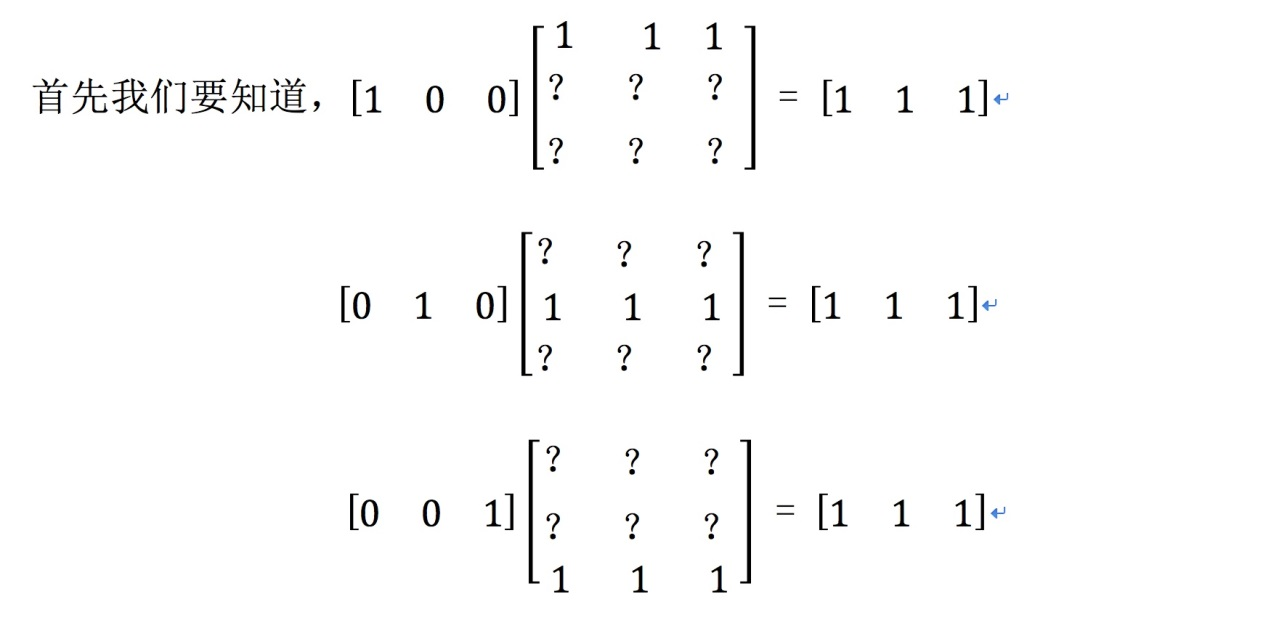 首先我们要知道，[1 0 0] [1 1 1
? ? ?
? ? ?] = [1 1 1]↵
[0 1 0] [? ? ?
1 1 1
? ? ?] = [1 1 1]↵
[0 0 1] [? ? ?
? ? ?
1 1 1] = [1 1 1]↵